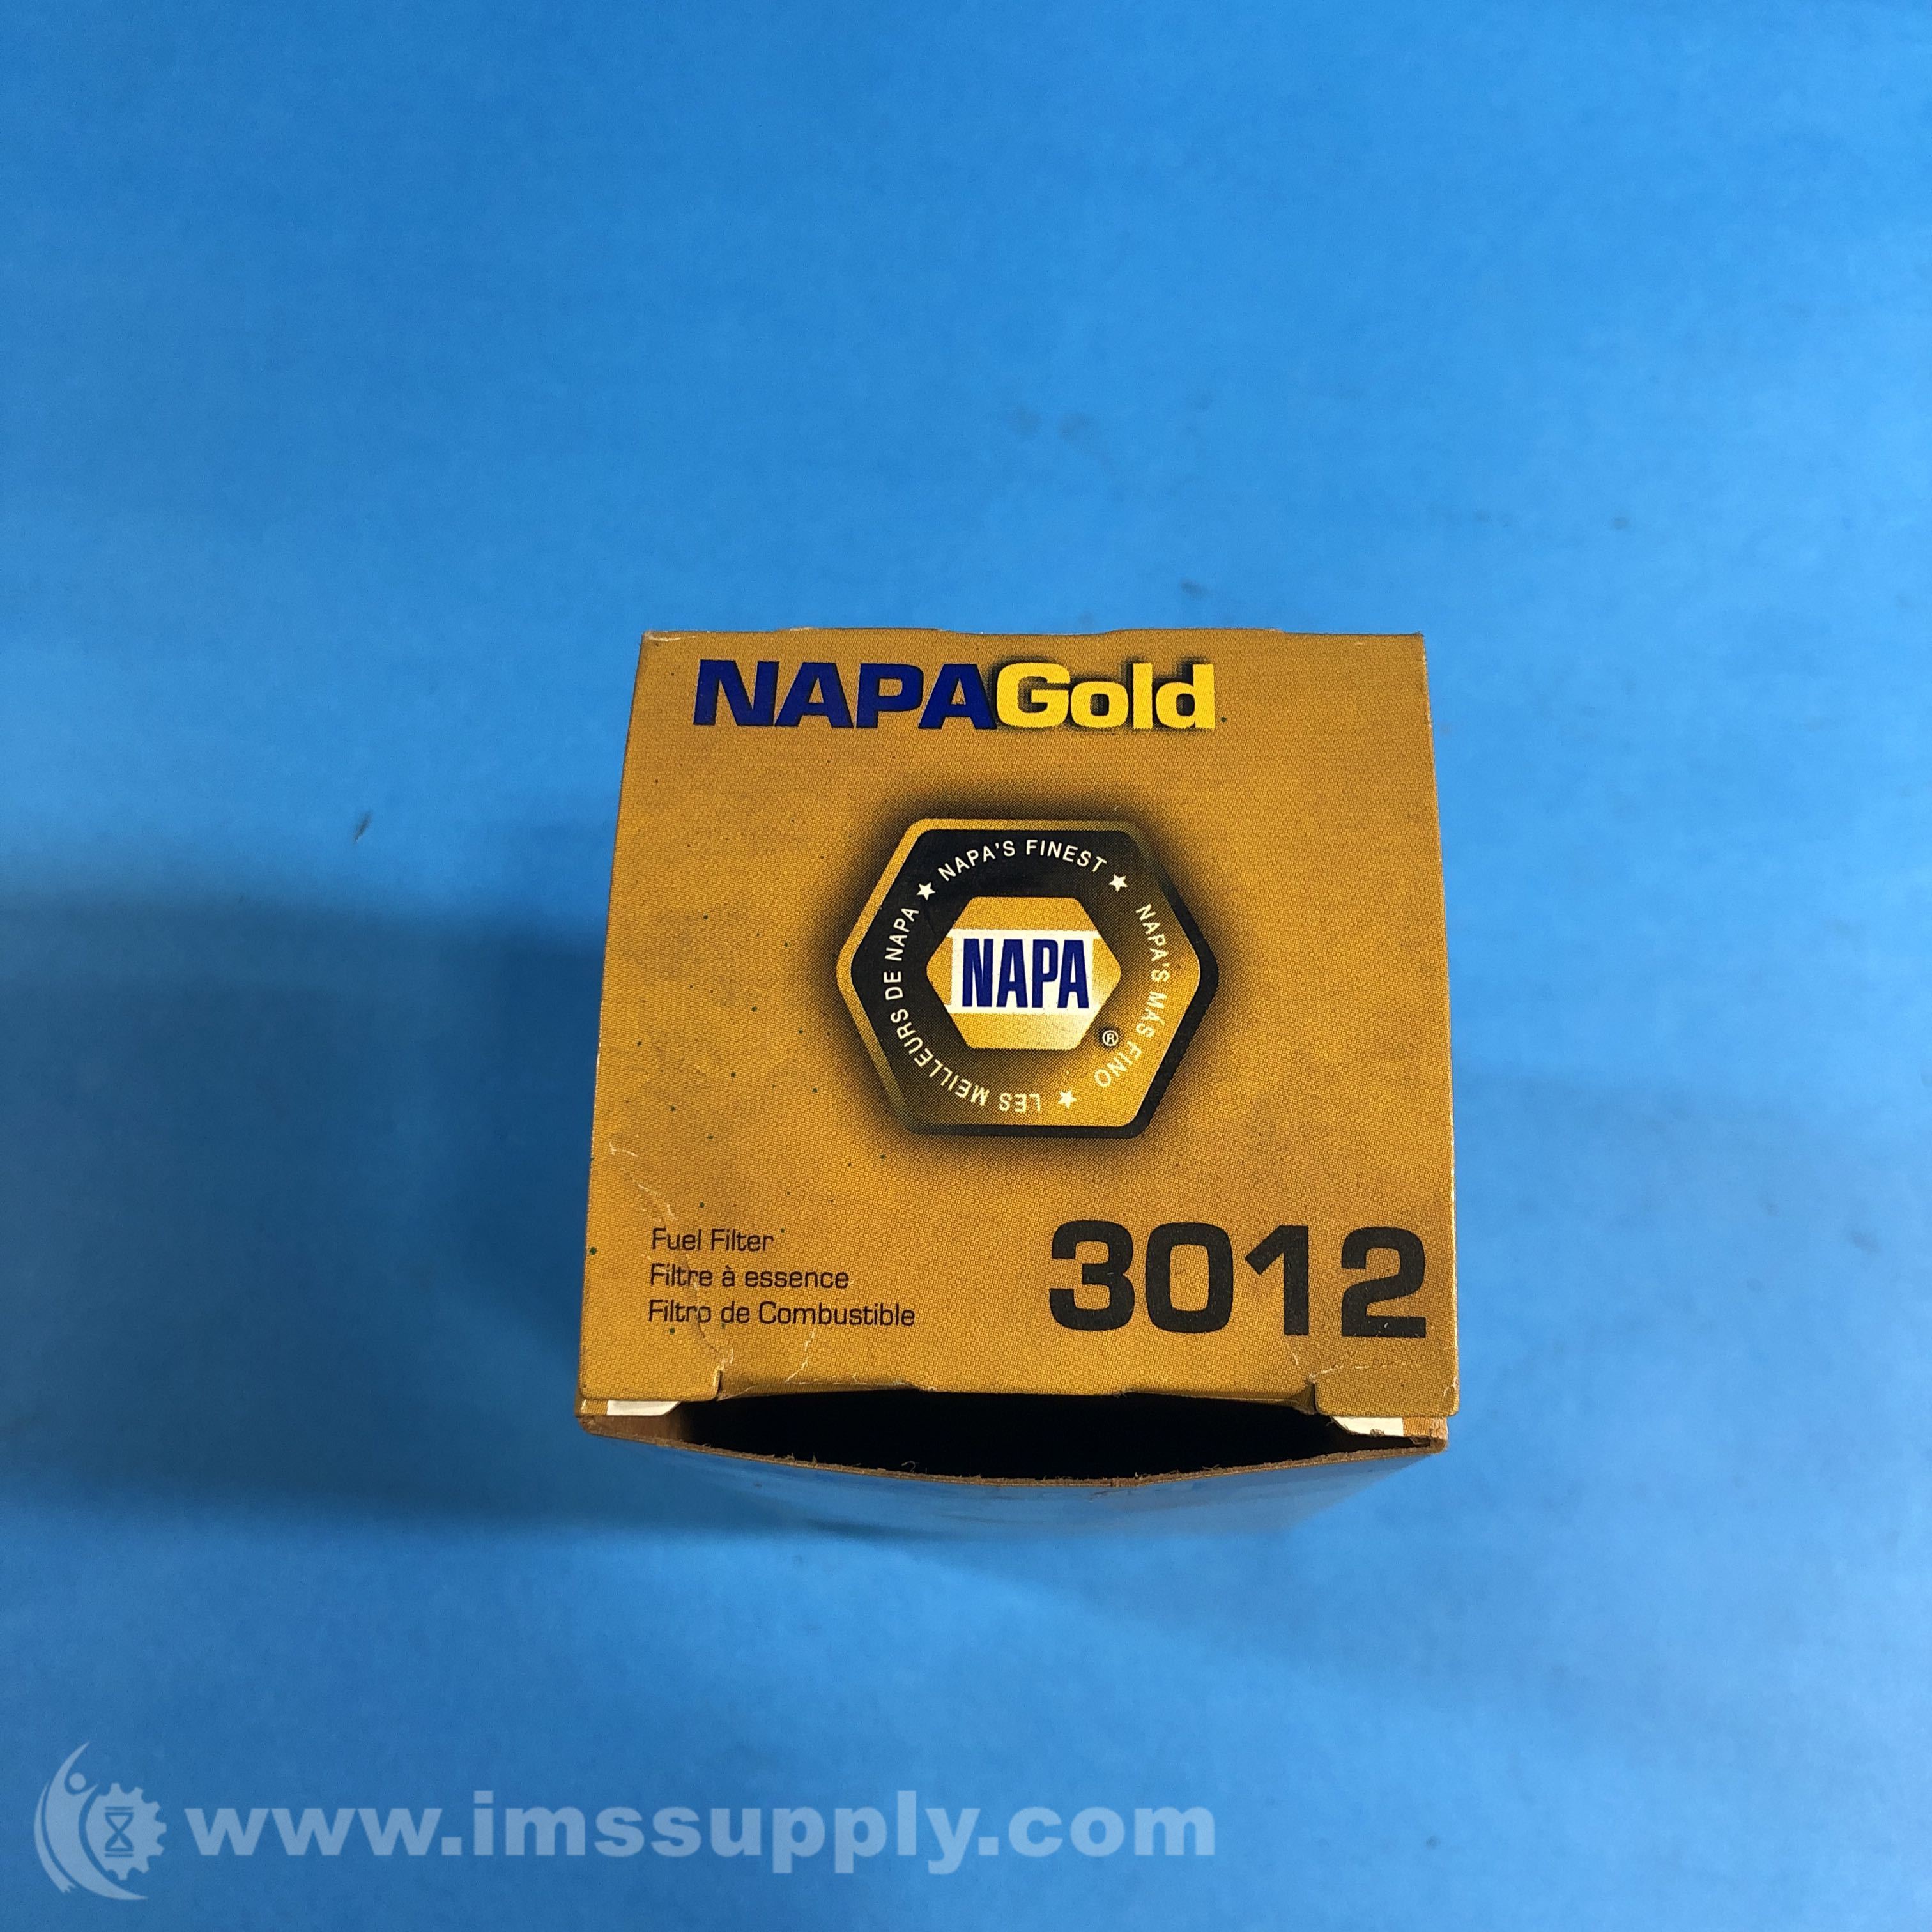 NAPAGold
NAPA'S FINEST ★ NAPA'S MÁS FINO ★ LES MEILLEURS DE NAPA ★
NAPA
®
Fuel Filter
Filtre à essence
Filtro de Combustible
3012
www.imssupply.com